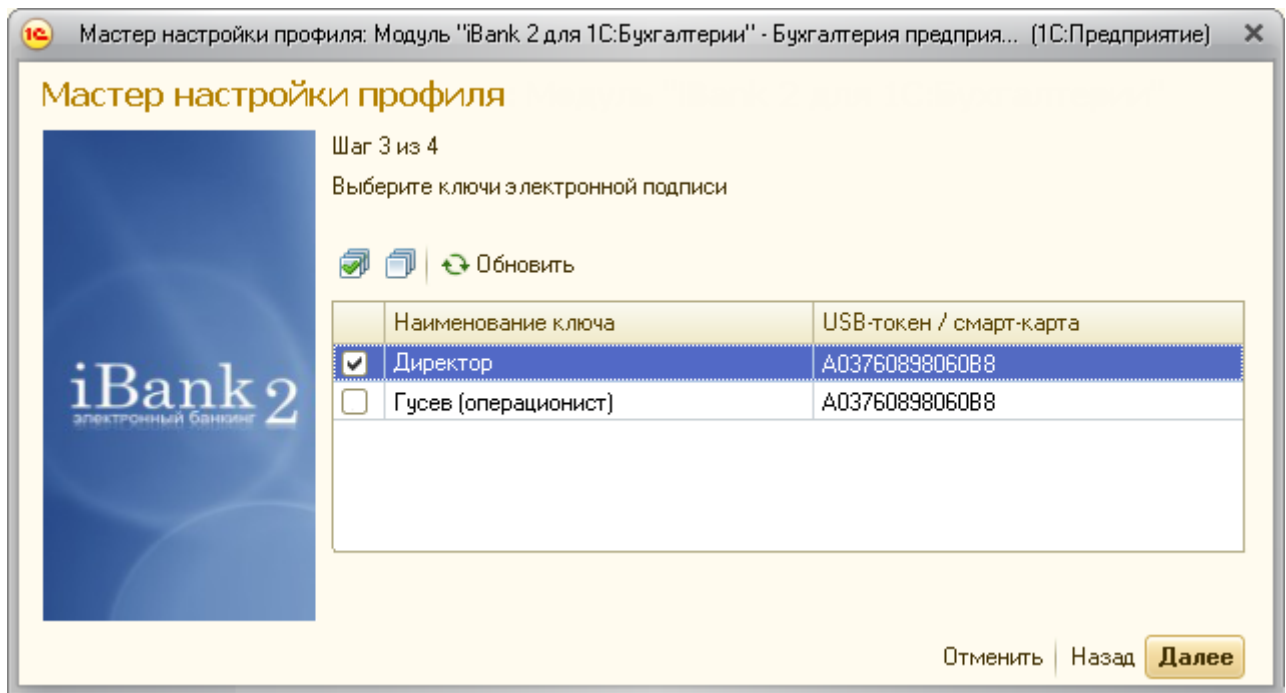 1С Мастер настройки профиля: Модуль "iBank 2 для 1С:Бухгалтерии" - Бухгалтерия предприя... (1С:Предприятие)
Мастер настройки профиля
Шаг 3 из 4
Выберите ключи электронной подписи
Обновить
Наименование ключа USB-токен / смарт-карта
Директор A03760898060B8
Гусев (операционист) A03760898060B8
iBank 2
электронный банкинг
Отменить Назад Далее